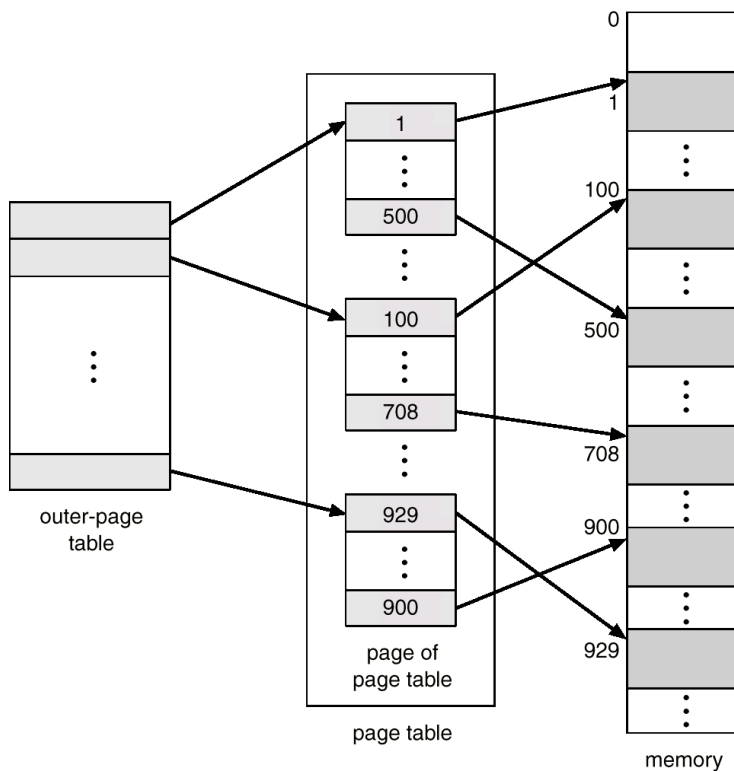 outer-page
table
1
500
100
708
929
900
page of
page table
page table
0
1
100
500
708
900
929
memory